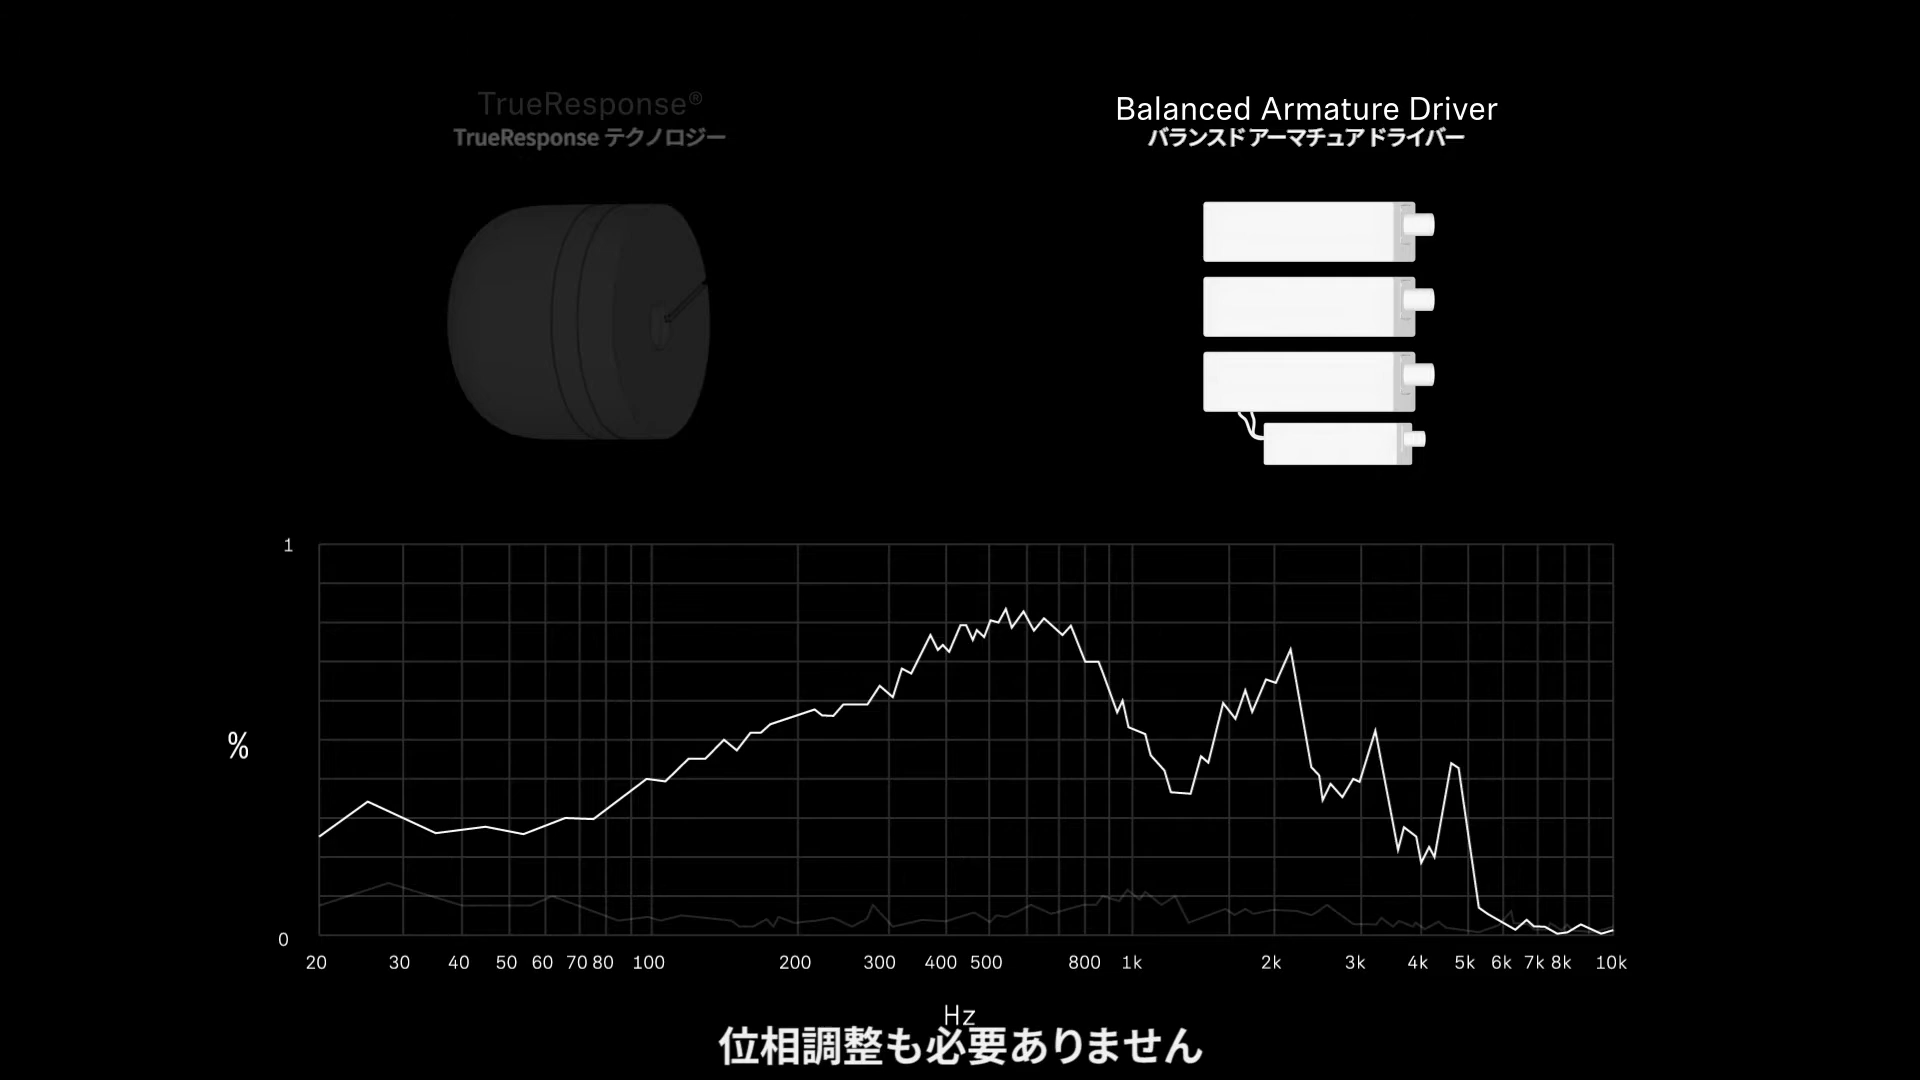 TrueResponse®
TrueResponse テクノロジー
Balanced Armature Driver
バランスド アーマチュア ドライバー
1
%
0
20 30 40 50 60 70 80 100 200 300 400 500 800 1k 2k 3k 4k 5k 6k 7k 8k 10k
Hz
位相調整も必要ありません